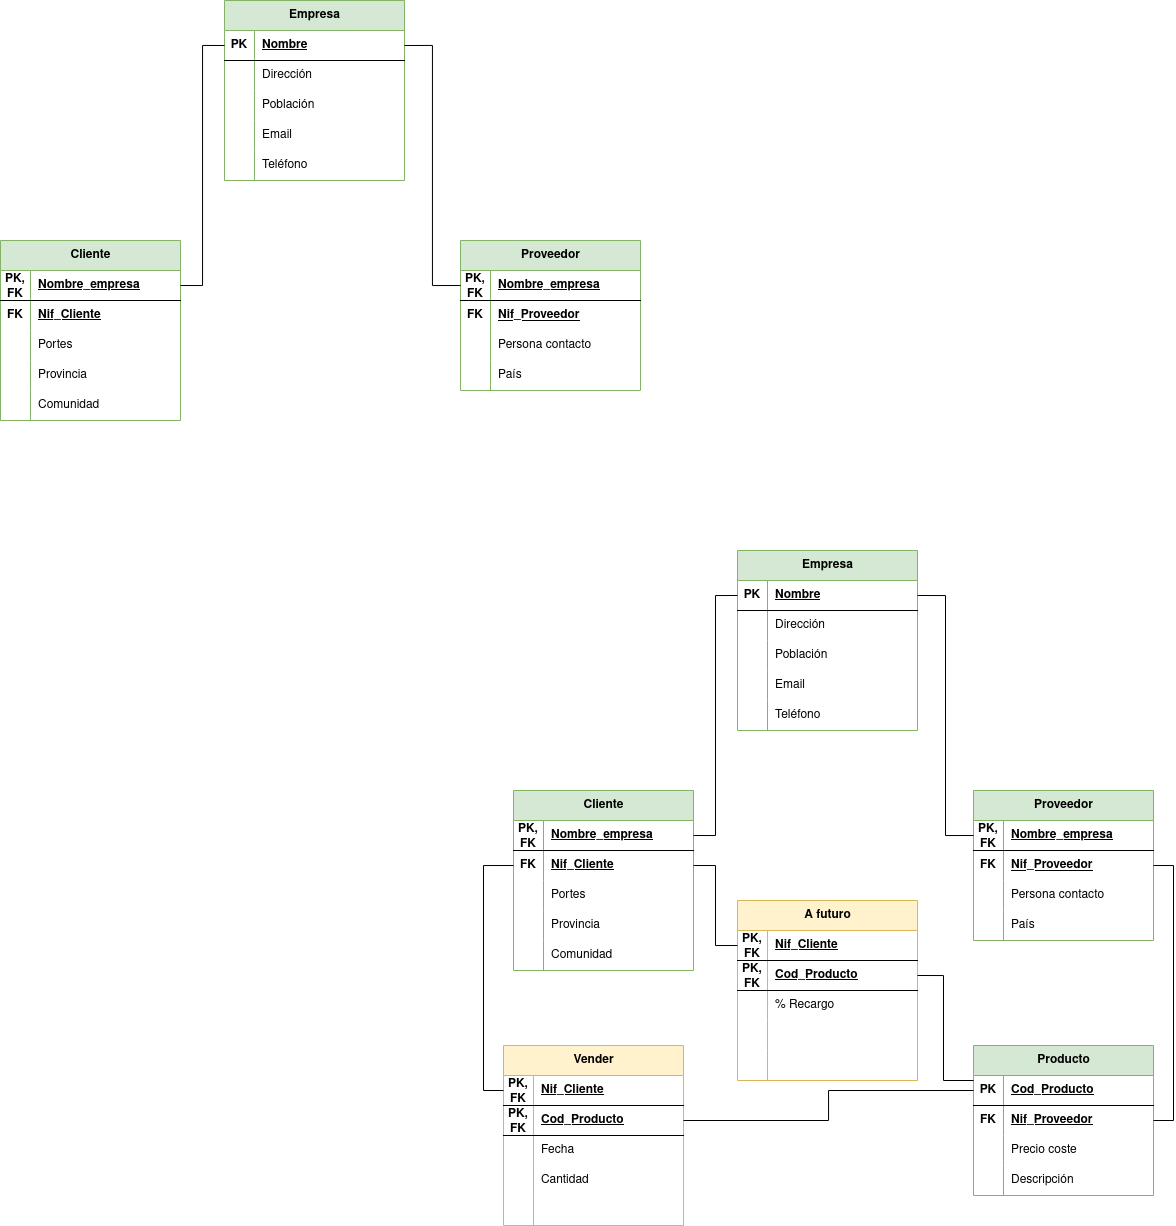 Empresa
PK Nombre
Dirección
Población
Email
Teléfono
Cliente
PK, FK Nombre_empresa
FK Nif_Cliente
Portes
Provincia
Comunidad
Proveedor
PK, FK Nombre_empresa
FK Nif_Proveedor
Persona contacto
País
Empresa
PK Nombre
Dirección
Población
Email
Teléfono
Cliente
PK, FK Nombre_empresa
FK Nif_Cliente
Portes
Provincia
Comunidad
Proveedor
PK, FK Nombre_empresa
FK Nif_Proveedor
Persona contacto
País
A futuro
PK, FK Nif_Cliente
PK, FK Cod_Producto
% Recargo
Vender
PK, FK Nif_Cliente
PK, FK Cod_Producto
Fecha
Cantidad
Producto
PK Cod_Producto
FK Nif_Proveedor
Precio coste
Descripción